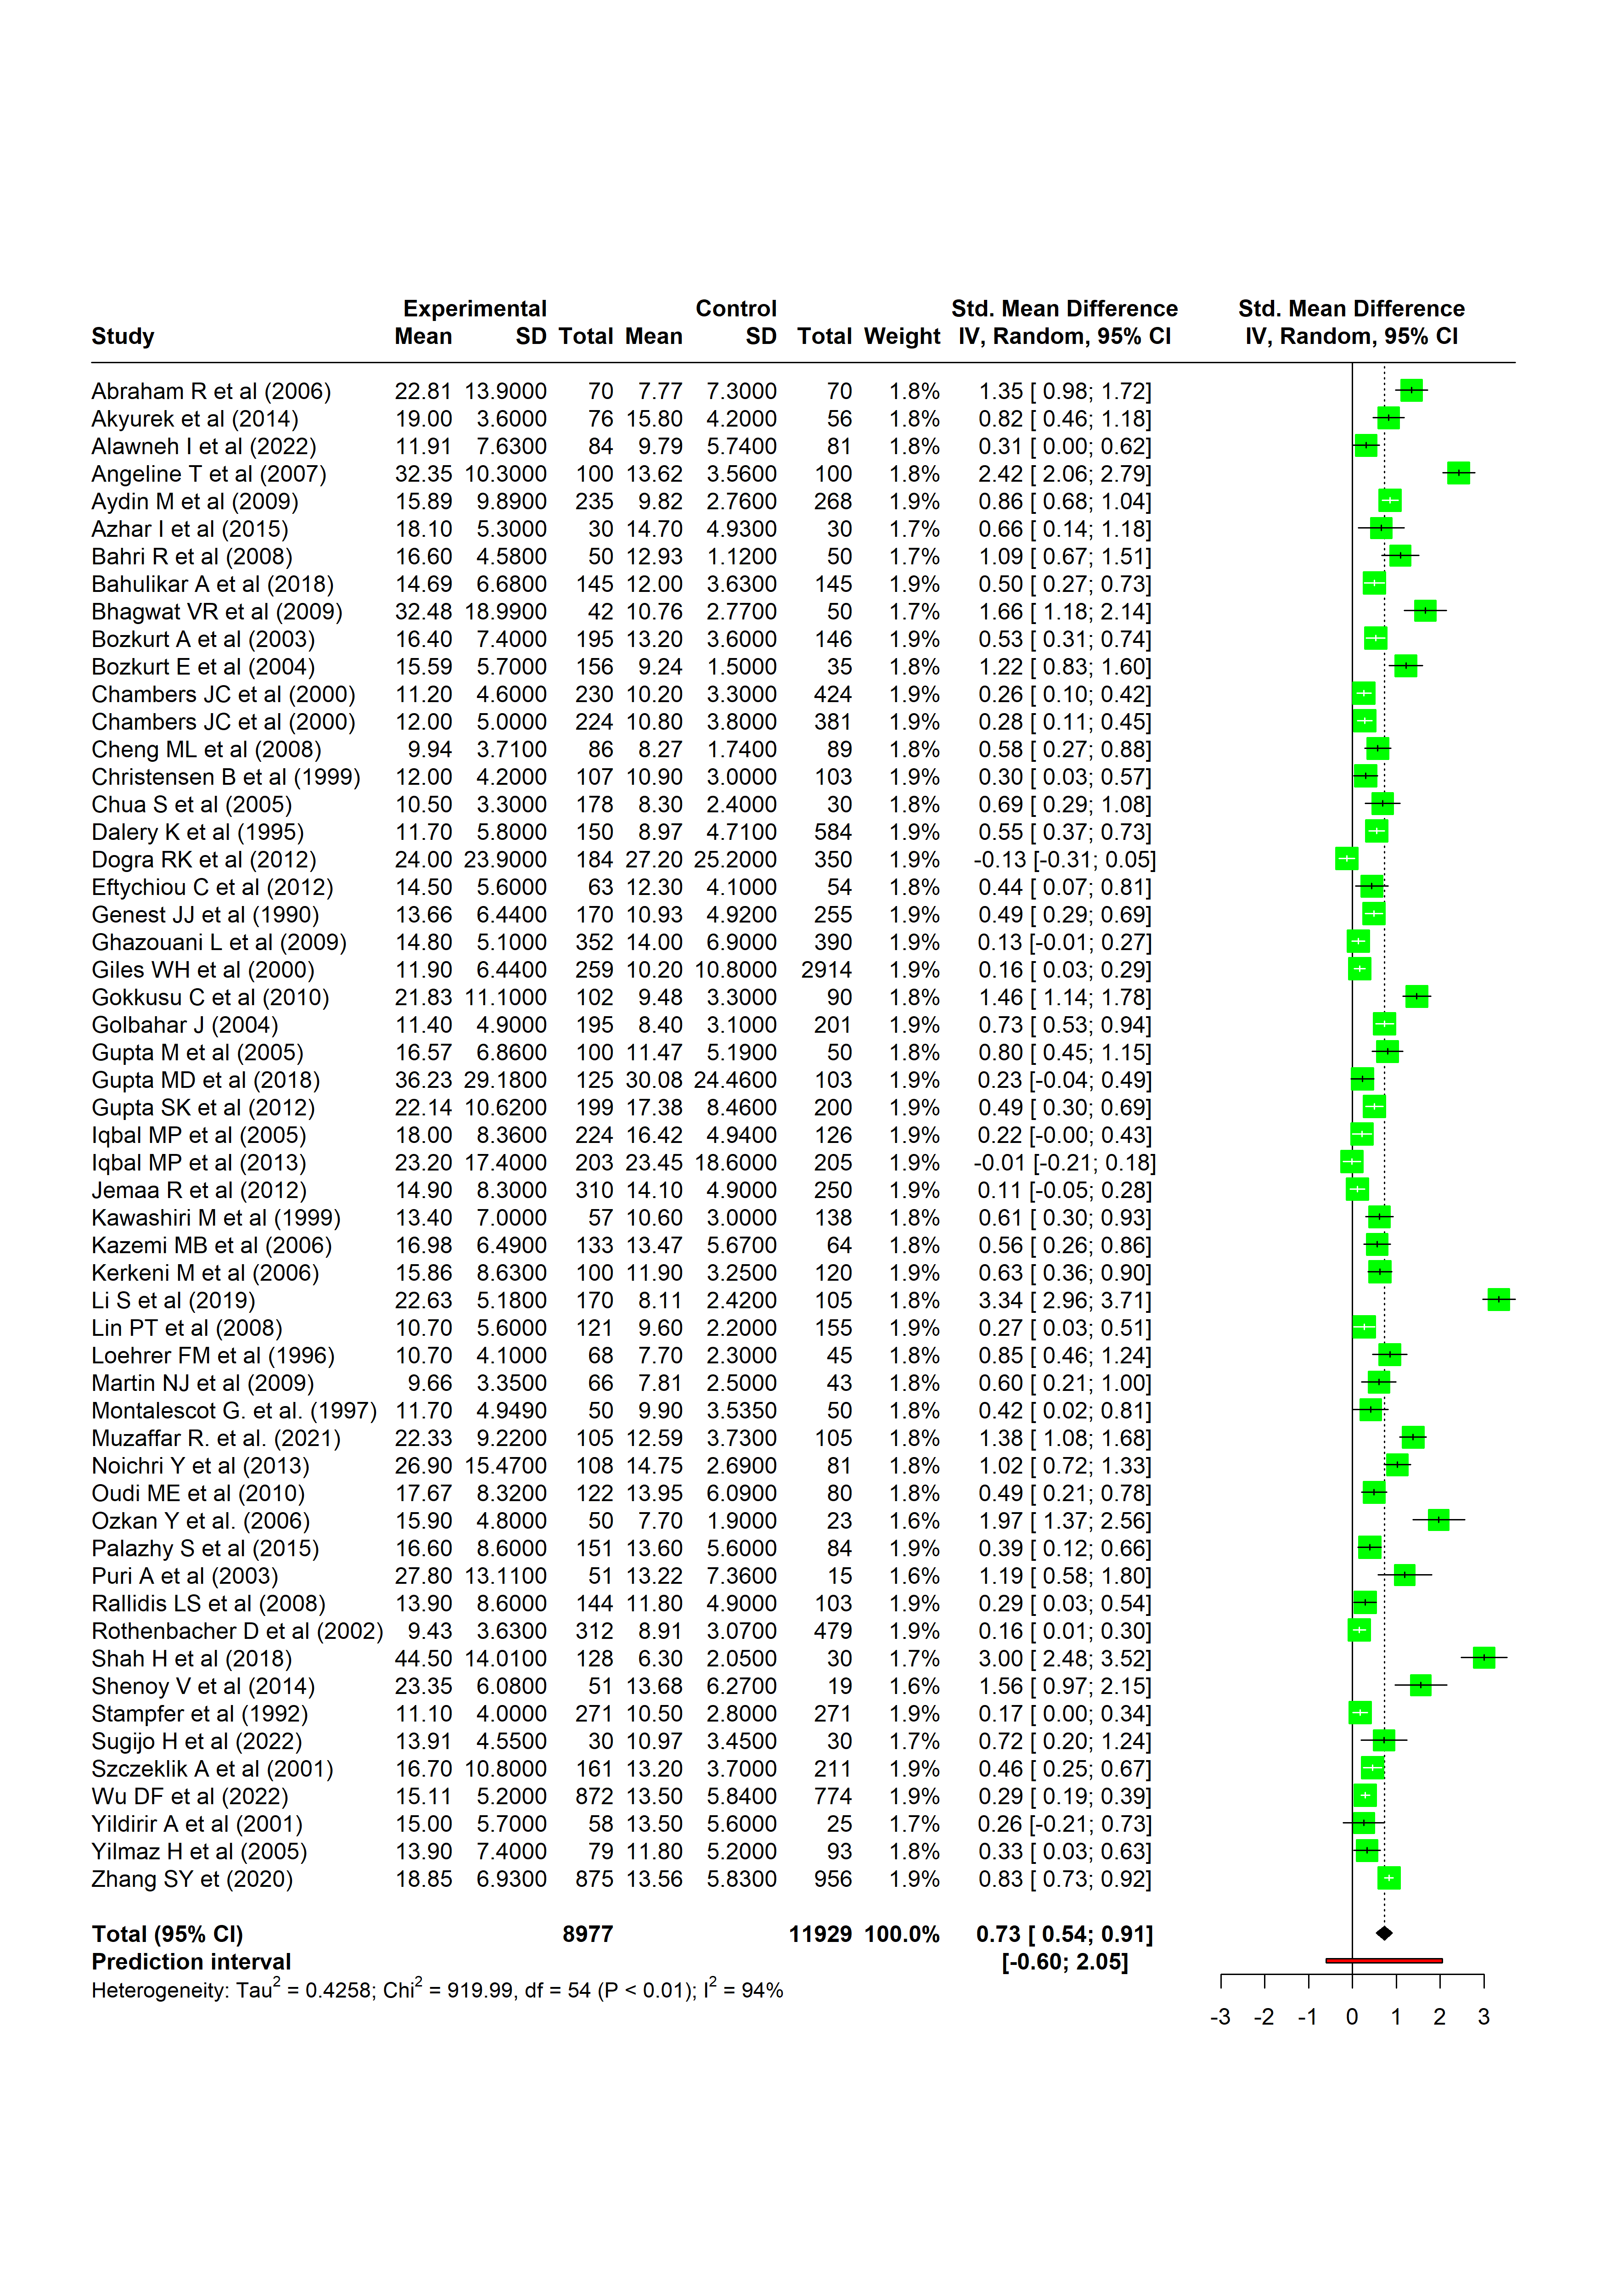 Experimental Control Std. Mean Difference Std. Mean Difference
Study Mean SD Total Mean SD Total Weight IV, Random, 95% CI IV, Random, 95% CI
Abraham R et al (2006) 22.81 13.9000 70 7.77 7.3000 70 1.8% 1.35 [ 0.98; 1.72]
Akyurek et al (2014) 19.00 3.6000 76 15.80 4.2000 56 1.8% 0.82 [ 0.46; 1.18]
Alawneh I et al (2022) 11.91 7.6300 84 9.79 5.7400 81 1.8% 0.31 [ 0.00; 0.62]
Angeline T et al (2007) 32.35 10.3000 100 13.62 3.5600 100 1.8% 2.42 [ 2.06; 2.79]
Aydin M et al (2009) 15.89 9.8900 235 9.82 2.7600 268 1.9% 0.86 [ 0.68; 1.04]
Azhar I et al (2015) 18.10 5.3000 30 14.70 4.9300 30 1.7% 0.66 [ 0.14; 1.18]
Bahri R et al (2008) 16.60 4.5800 50 12.93 1.1200 50 1.7% 1.09 [ 0.67; 1.51]
Bahulikar A et al (2018) 14.69 6.6800 145 12.00 3.6300 145 1.9% 0.50 [ 0.27; 0.73]
Bhagwat VR et al (2009) 32.48 18.9900 42 10.76 2.7700 50 1.7% 1.66 [ 1.18; 2.14]
Bozkurt A et al (2003) 16.40 7.4000 195 13.20 3.6000 146 1.9% 0.53 [ 0.31; 0.74]
Bozkurt E et al (2004) 15.59 5.7000 156 9.24 1.5000 35 1.8% 1.22 [ 0.83; 1.60]
Chambers JC et al (2000) 11.20 4.6000 230 10.20 3.3000 424 1.9% 0.26 [ 0.10; 0.42]
Chambers JC et al (2000) 12.00 5.0000 224 10.80 3.8000 381 1.9% 0.28 [ 0.11; 0.45]
Cheng ML et al (2008) 9.94 3.7100 86 8.27 1.7400 89 1.8% 0.58 [ 0.27; 0.88]
Christensen B et al (1999) 12.00 4.2000 107 10.90 3.0000 103 1.9% 0.30 [ 0.03; 0.57]
Chua S et al (2005) 10.50 3.3000 178 8.30 2.4000 30 1.8% 0.69 [ 0.29; 1.08]
Dalery K et al (1995) 11.70 5.8000 150 8.97 4.7100 584 1.9% 0.55 [ 0.37; 0.73]
Dogra RK et al (2012) 24.00 23.9000 184 27.20 25.2000 350 1.9% -0.13 [-0.31; 0.05]
Eftychiou C et al (2012) 14.50 5.6000 63 12.30 4.1000 54 1.8% 0.44 [ 0.07; 0.81]
Genest JJ et al (1990) 13.66 6.4400 170 10.93 4.9200 255 1.9% 0.49 [ 0.29; 0.69]
Ghazouani L et al (2009) 14.80 5.1000 352 14.00 6.9000 390 1.9% 0.13 [-0.01; 0.27]
Giles WH et al (2000) 11.90 6.4400 259 10.20 10.8000 2914 1.9% 0.16 [ 0.03; 0.29]
Gokkusu C et al (2010) 21.83 11.1000 102 9.48 3.3000 90 1.8% 1.46 [ 1.14; 1.78]
Golbahar J (2004) 11.40 4.9000 195 8.40 3.1000 201 1.9% 0.73 [ 0.53; 0.94]
Gupta M et al (2005) 16.57 6.8600 100 11.47 5.1900 50 1.8% 0.80 [ 0.45; 1.15]
Gupta MD et al (2018) 36.23 29.1800 125 30.08 24.4600 103 1.9% 0.23 [-0.04; 0.49]
Gupta SK et al (2012) 22.14 10.6200 199 17.38 8.4600 200 1.9% 0.49 [ 0.30; 0.69]
Iqbal MP et al (2005) 18.00 8.3600 224 16.42 4.9400 126 1.9% 0.22 [-0.00; 0.43]
Iqbal MP et al (2013) 23.20 17.4000 203 23.45 18.6000 205 1.9% -0.01 [-0.21; 0.18]
Jemaa R et al (2012) 14.90 8.3000 310 14.10 4.9000 250 1.9% 0.11 [-0.05; 0.28]
Kawashiri M et al (1999) 13.40 7.0000 57 10.60 3.0000 138 1.8% 0.61 [ 0.30; 0.93]
Kazemi MB et al (2006) 16.98 6.4900 133 13.47 5.6700 64 1.8% 0.56 [ 0.26; 0.86]
Kerkeni M et al (2006) 15.86 8.6300 100 11.90 3.2500 120 1.9% 0.63 [ 0.36; 0.90]
Li S et al (2019) 22.63 5.1800 170 8.11 2.4200 105 1.8% 3.34 [ 2.96; 3.71]
Lin PT et al (2008) 10.70 5.6000 121 9.60 2.2000 155 1.9% 0.27 [ 0.03; 0.51]
Loehrer FM et al (1996) 10.70 4.1000 68 7.70 2.3000 45 1.8% 0.85 [ 0.46; 1.24]
Martin NJ et al (2009) 9.66 3.3500 66 7.81 2.5000 43 1.8% 0.60 [ 0.21; 1.00]
Montalescot G. et al. (1997) 11.70 4.9490 50 9.90 3.5350 50 1.8% 0.42 [ 0.02; 0.81]
Muzaffar R. et al. (2021) 22.33 9.2200 105 12.59 3.7300 105 1.8% 1.38 [ 1.08; 1.68]
Noichri Y et al (2013) 26.90 15.4700 108 14.75 2.6900 81 1.8% 1.02 [ 0.72; 1.33]
Oudi ME et al (2010) 17.67 8.3200 122 13.95 6.0900 80 1.8% 0.49 [ 0.21; 0.78]
Ozkan Y et al. (2006) 15.90 4.8000 50 7.70 1.9000 23 1.6% 1.97 [ 1.37; 2.56]
Palazhy S et al (2015) 16.60 8.6000 151 13.60 5.6000 84 1.9% 0.39 [ 0.12; 0.66]
Puri A et al (2003) 27.80 13.1100 51 13.22 7.3600 15 1.6% 1.19 [ 0.58; 1.80]
Rallidis LS et al (2008) 13.90 8.6000 144 11.80 4.9000 103 1.9% 0.29 [ 0.03; 0.54]
Rothenbacher D et al (2002) 9.43 3.6300 312 8.91 3.0700 479 1.9% 0.16 [ 0.01; 0.30]
Shah H et al (2018) 44.50 14.0100 128 6.30 2.0500 30 1.7% 3.00 [ 2.48; 3.52]
Shenoy V et al (2014) 23.35 6.0800 51 13.68 6.2700 19 1.6% 1.56 [ 0.97; 2.15]
Stampfer et al (1992) 11.10 4.0000 271 10.50 2.8000 271 1.9% 0.17 [ 0.00; 0.34]
Sugijo H et al (2022) 13.91 4.5500 30 10.97 3.4500 30 1.7% 0.72 [ 0.20; 1.24]
Szczeklik A et al (2001) 16.70 10.8000 161 13.20 3.7000 211 1.9% 0.46 [ 0.25; 0.67]
Wu DF et al (2022) 15.11 5.2000 872 13.50 5.8400 774 1.9% 0.29 [ 0.19; 0.39]
Yildirir A et al (2001) 15.00 5.7000 58 13.50 5.6000 25 1.7% 0.26 [-0.21; 0.73]
Yilmaz H et al (2005) 13.90 7.4000 79 11.80 5.2000 93 1.8% 0.33 [ 0.03; 0.63]
Zhang SY et (2020) 18.85 6.9300 875 13.56 5.8300 956 1.9% 0.83 [ 0.73; 0.92]
Total (95% CI) 8977 11929 100.0% 0.73 [ 0.54; 0.91]
Prediction interval [-0.60; 2.05]
Heterogeneity: Tau² = 0.4258; Chi² = 919.99, df = 54 (P < 0.01); I² = 94%
-3 -2 -1 0 1 2 3